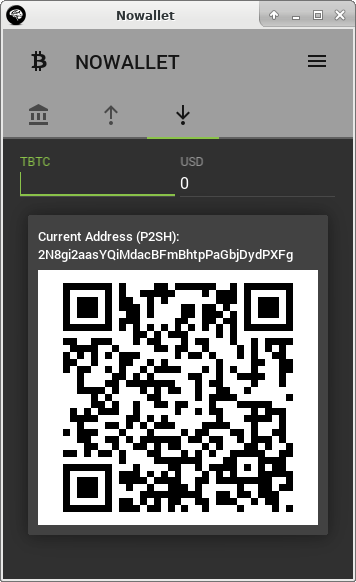 Nowallet
NOWALLET
TBTC
USD
0
Current Address (P2SH):
2N8gi2aasYQiMdacBFmBhtpPaGbjDydPXFg